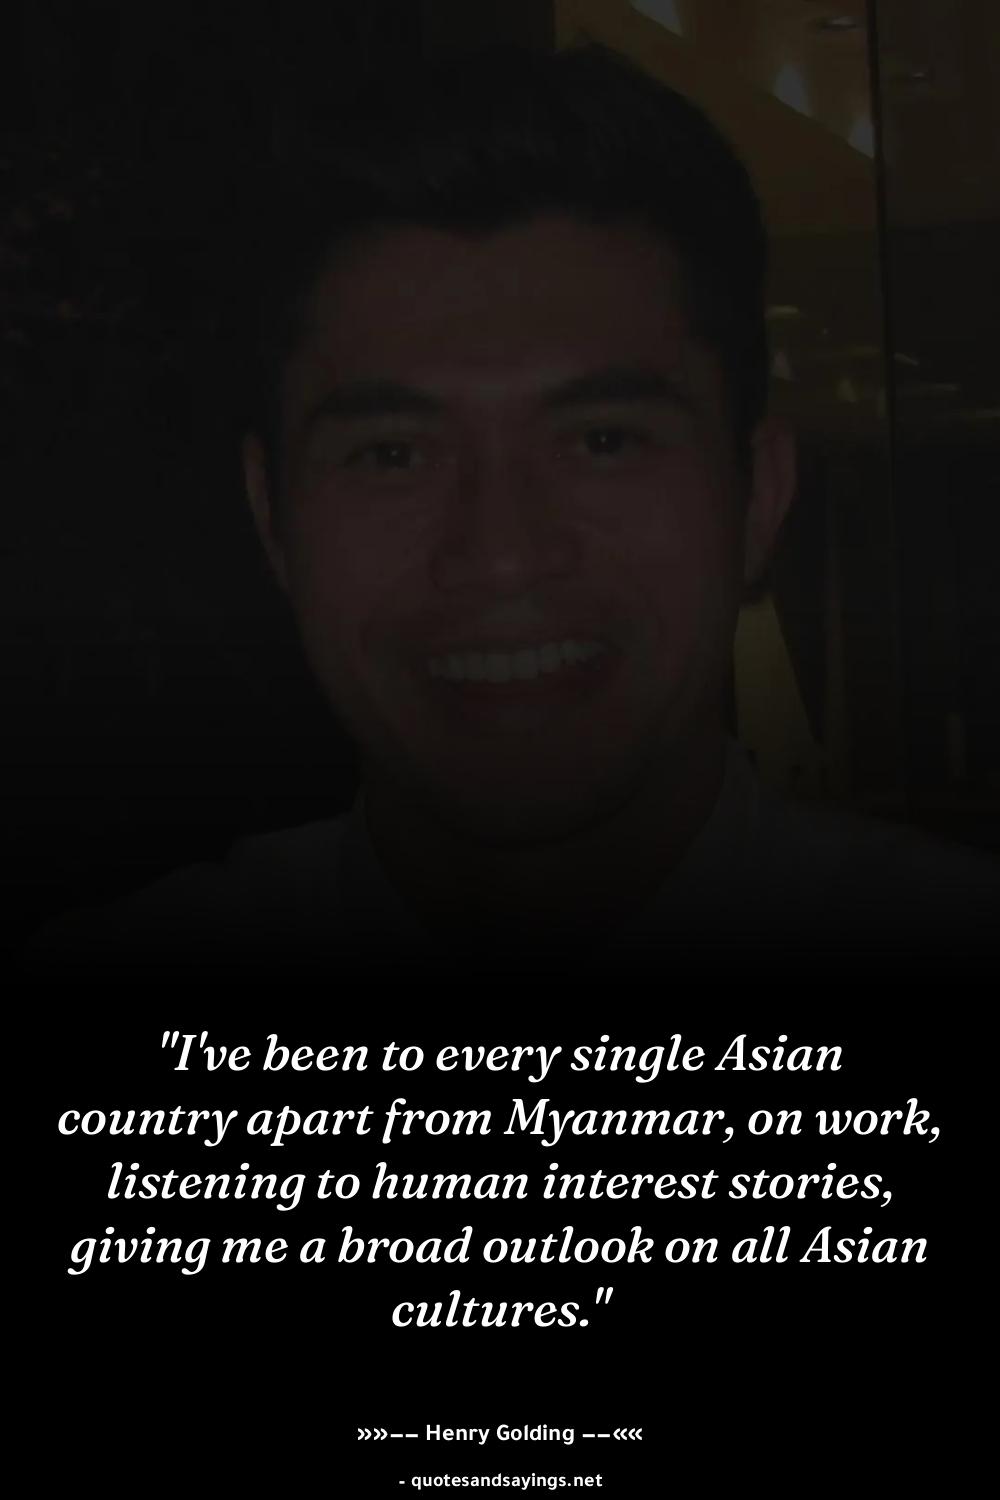 "I've been to every single Asian
country apart from Myanmar, on work,
listening to human interest stories,
giving me a broad outlook on all Asian
cultures."
»»−− Henry Golding −−««
- quotesandsayings.net